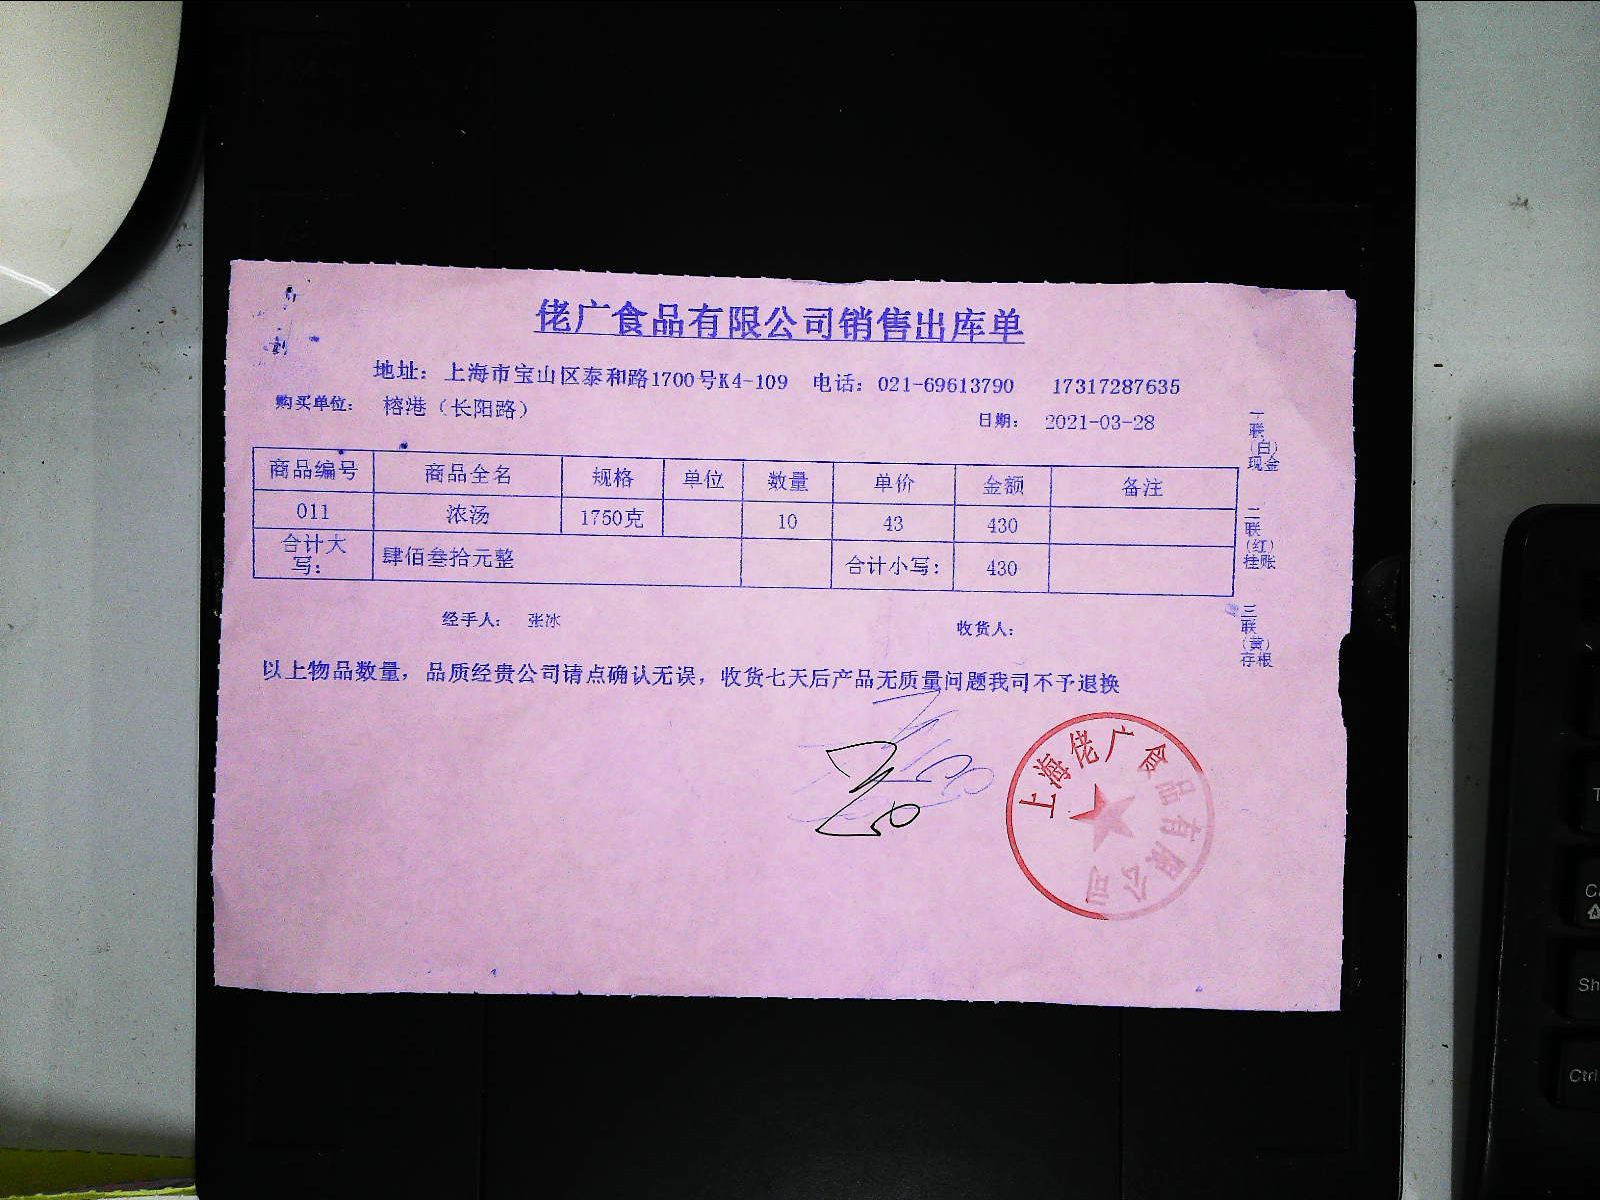 佬广食品有限公司销售出库单
地址：上海市宝山区泰和路1700号K4-109 电话：021-69613790 17317287635
购买单位： 榕港（长阳路） 日期： 2021-03-28
商品编号 商品全名 规格 单位 数量 单价 金额 备注
011 浓汤 1750克 10 43 430
合计大写： 肆佰叁拾元整 合计小写： 430
经手人： 张冰 收货人：
以上物品数量，品质经贵公司请点确认无误，收货七天后产品无质量问题我司不予退换
一联（白）现金
二联（红）挂账
三联（黄）存根
上海佬广食品有限公司
Sh
Ctrl